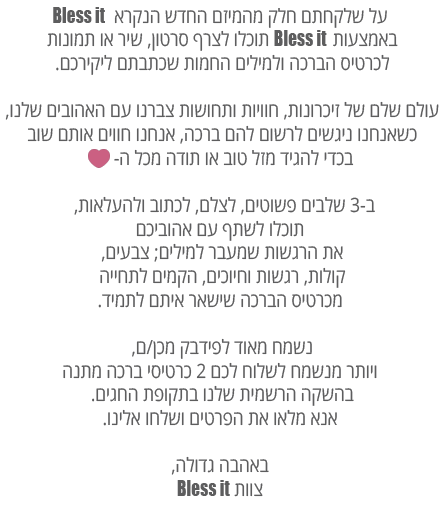 על שלקחתם חלק מהמיזם החדש הנקרא Bless it
באמצעות Bless it תוכלו לצרף סרטון, שיר או תמונות
לכרטיס הברכה ולמילים החמות שכתבתם ליקירכם.
עולם שלם של זיכרונות, חוויות ותחושות צברנו עם האהובים שלנו,
כשאנחנו ניגשים לרשום להם ברכה, אנחנו חווים אותם שוב
בכדי להגיד מזל טוב או תודה מכל ה- ❤
ב-3 שלבים פשוטים, לצלם, לכתוב ולהעלאות,
תוכלו לשתף עם אהוביכם
את הרגשות שמעבר למילים; צבעים,
קולות, רגשות וחיוכים, הקמים לתחייה
מכרטיס הברכה שישאר איתם לתמיד.
נשמח מאוד לפידבק מכן/ם,
ויותר מנשמח לשלוח לכם 2 כרטיסי ברכה מתנה
בהשקה הרשמית שלנו בתקופת החגים.
אנא מלאו את הפרטים ושלחו אלינו.
באהבה גדולה,
צוות Bless it